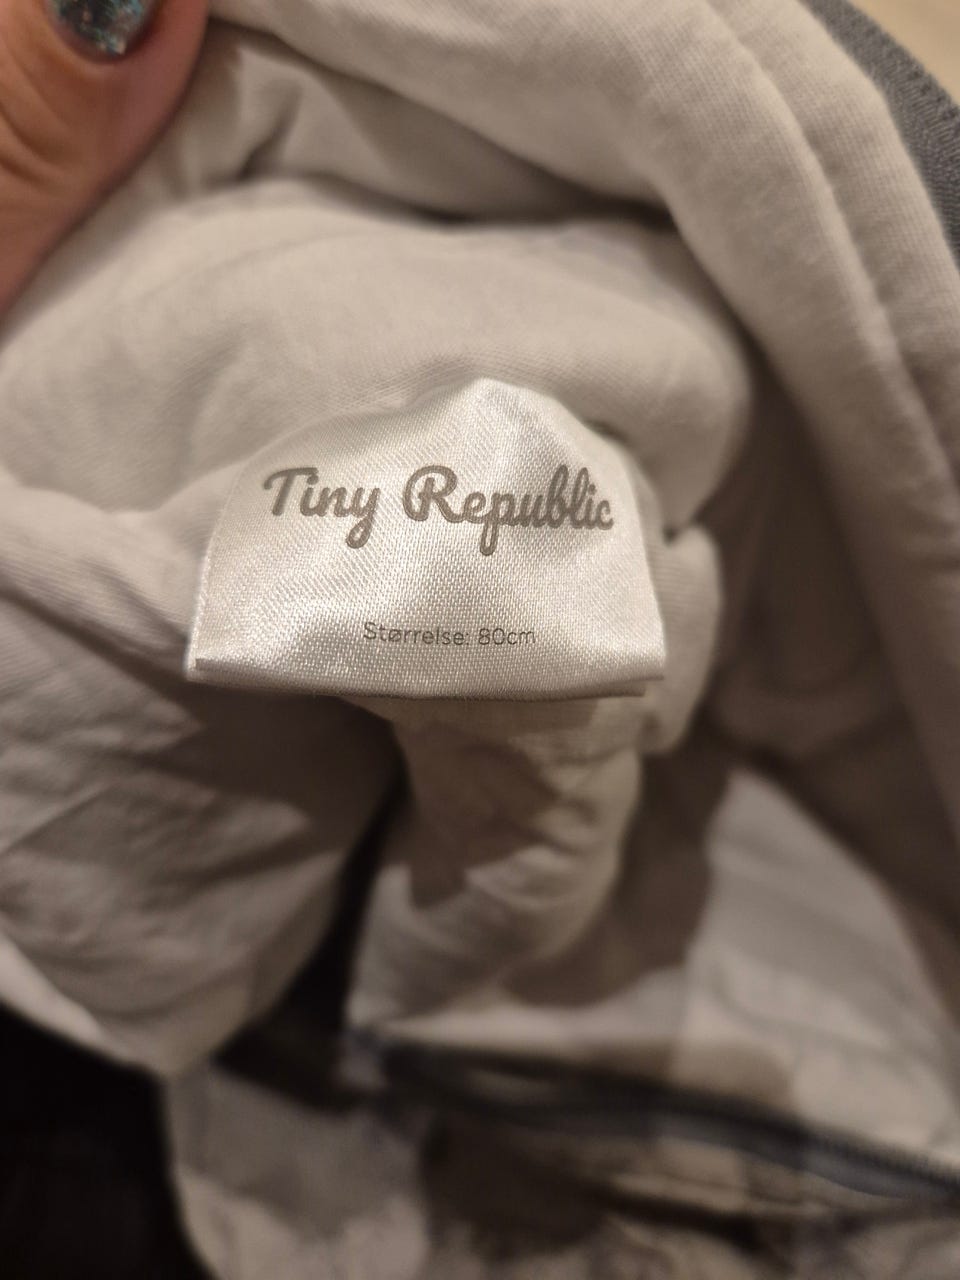 Tiny Republic
Størrelse: 80cm